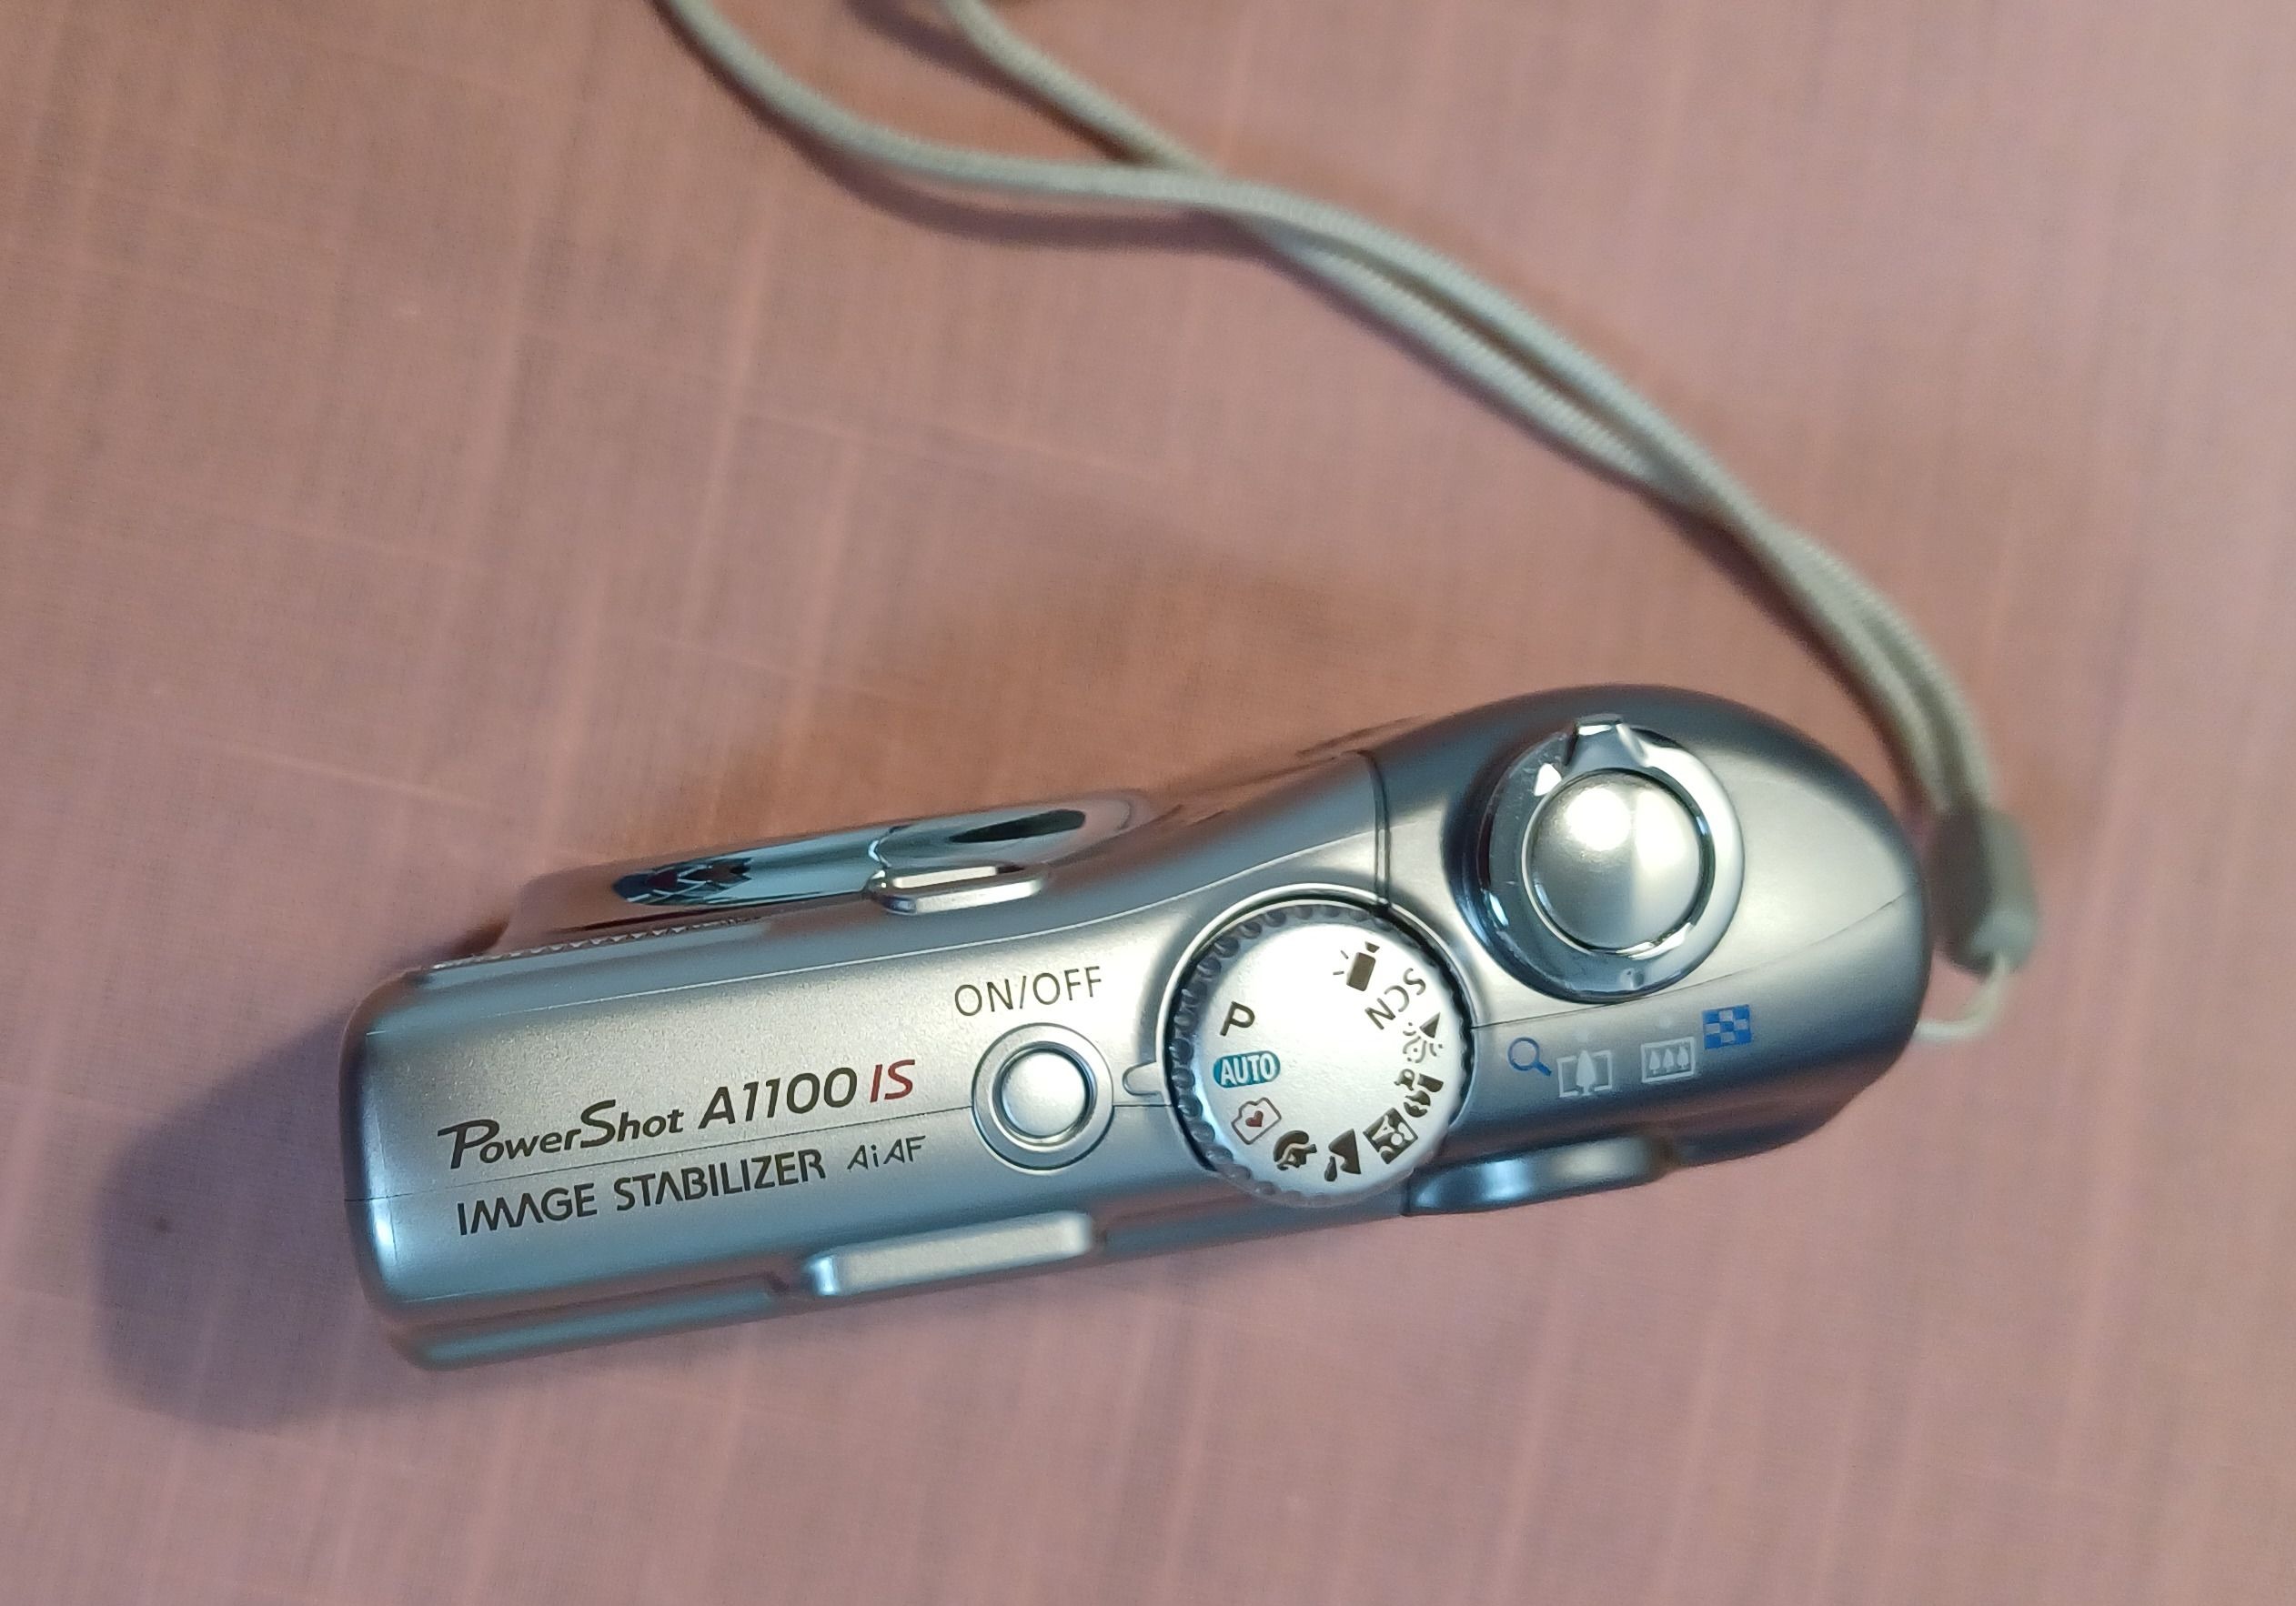 ON/OFF
PowerShot A1100 IS
IMAGE STABILIZER AiAF
P
AUTO
SCN